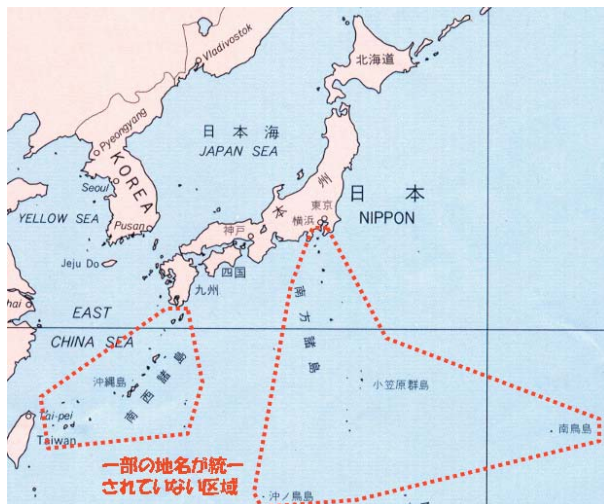 Vladivostok
北海道
日本海
JAPAN SEA
Pyeongyang
KOREA
Seoul
YELLOW SEA
Pusan
本州
日本
NIPPON
東京
横浜
神戸
Jeju Do
四国
九州
hai
EAST
CHINA SEA
南方諸島
沖縄島
南西諸島
小笠原群島
Tai-pei
Taiwan
南鳥島
一部の地名が統一
されていない区域
沖ノ鳥島